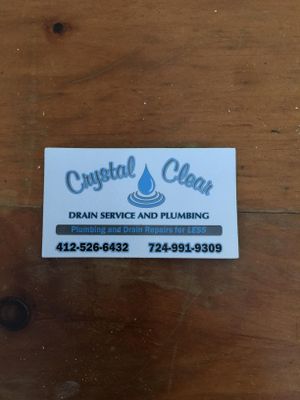 Crystal Clear
DRAIN SERVICE AND PLUMBING
Plumbing and Drain Repairs for LESS
412-526-6432 724-991-9309